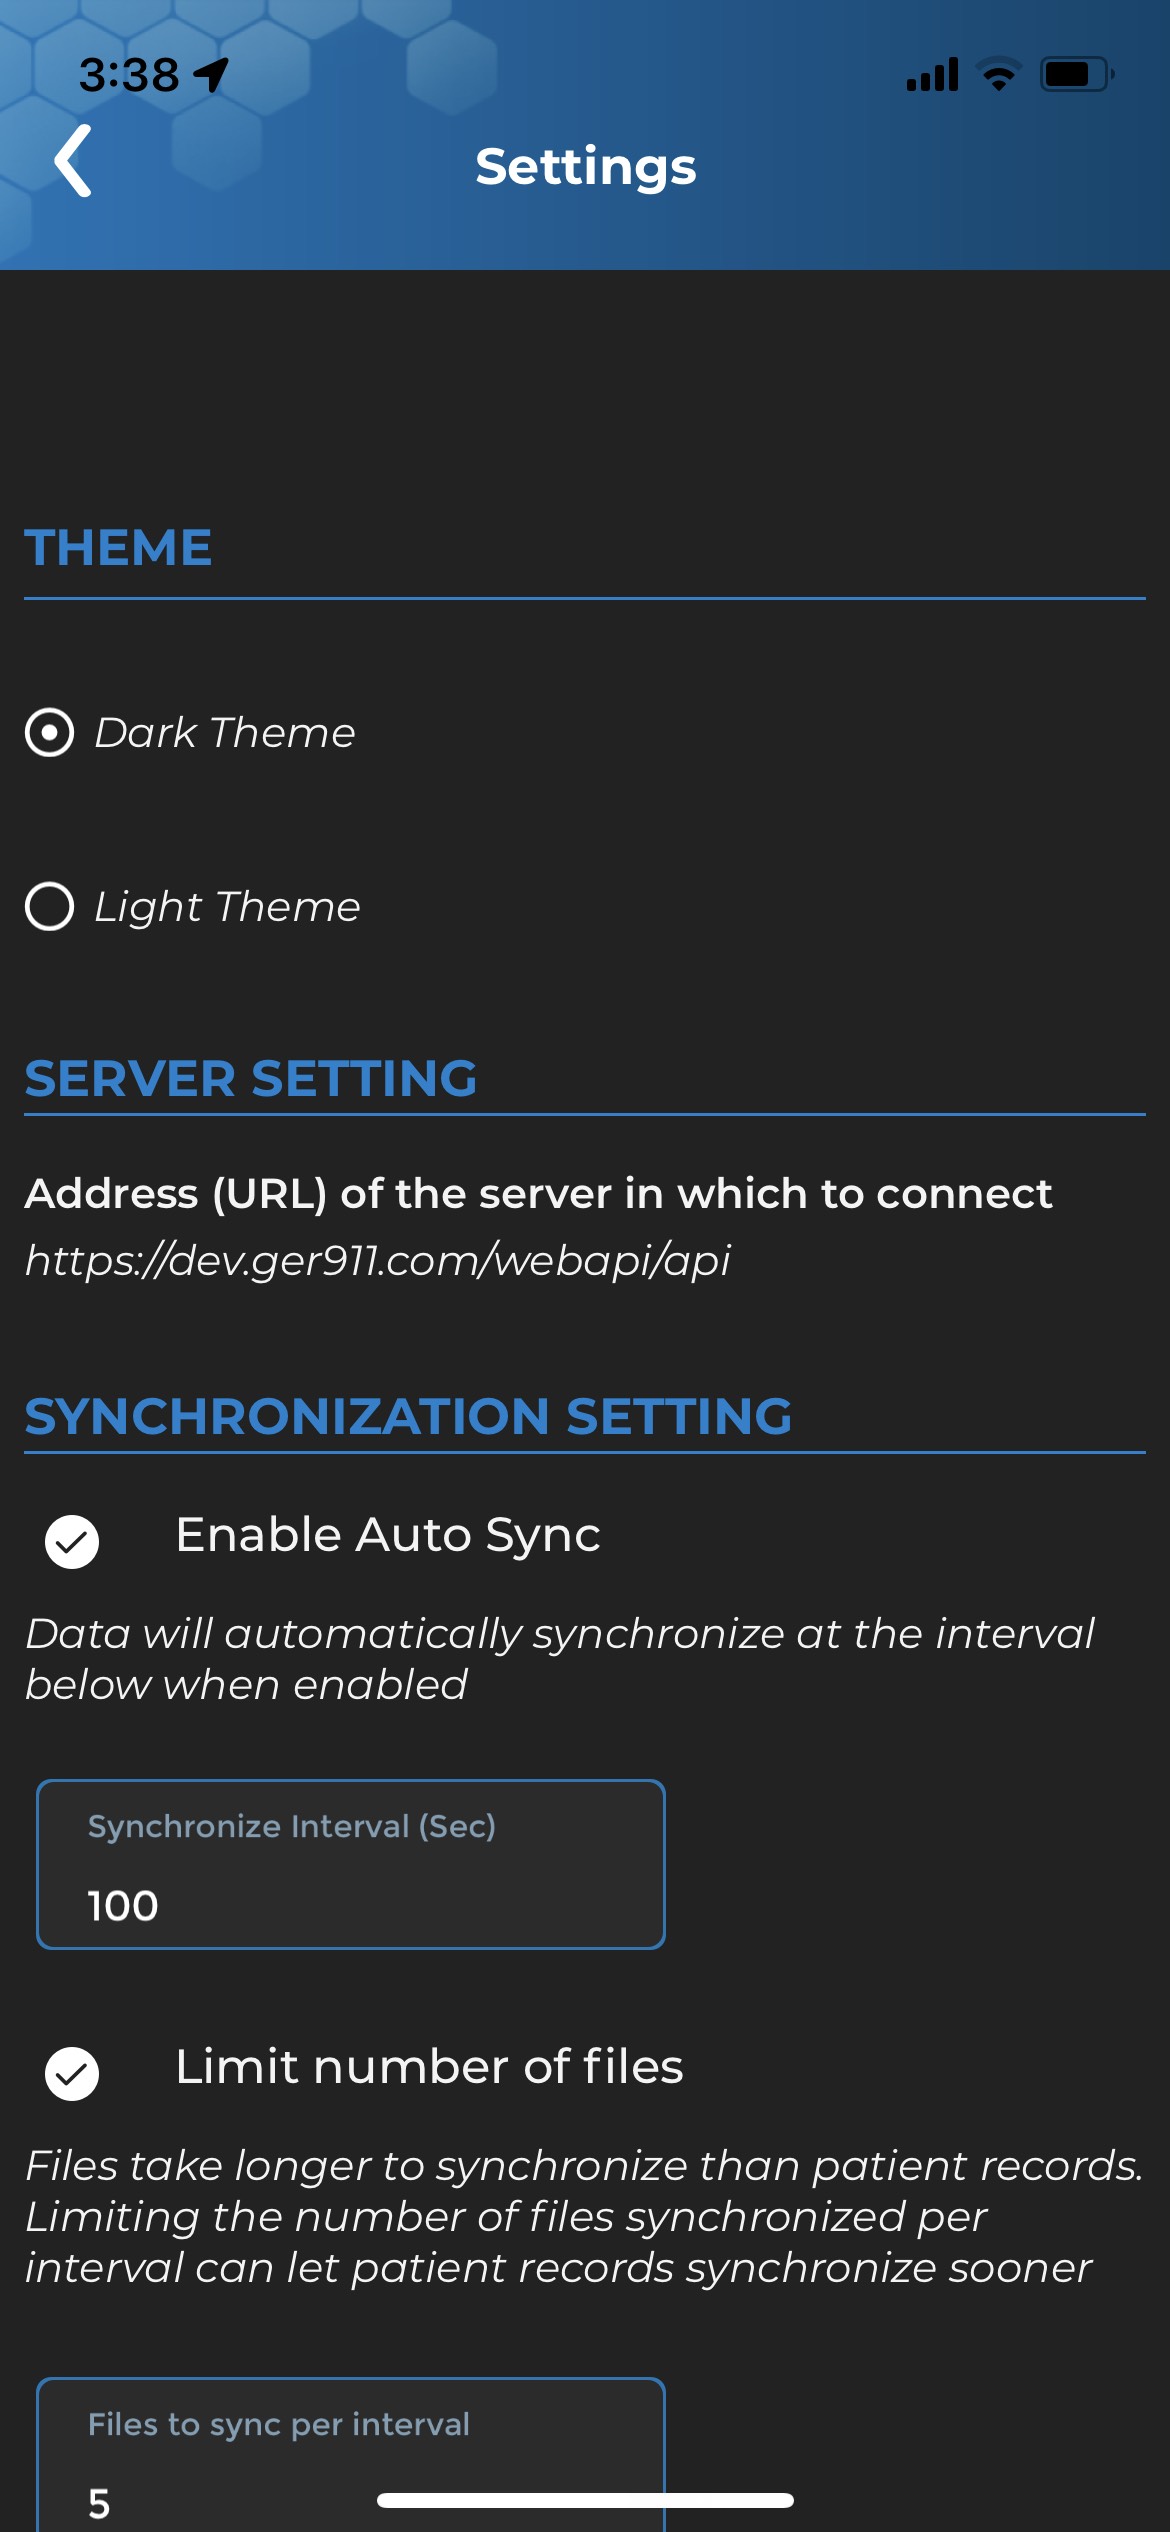 3:38
Settings
THEME
Dark Theme
Light Theme
SERVER SETTING
Address (URL) of the server in which to connect
https://dev.ger911.com/webapi/api
SYNCHRONIZATION SETTING
Enable Auto Sync
Data will automatically synchronize at the interval
below when enabled
Synchronize Interval (Sec)
100
Limit number of files
Files take longer to synchronize than patient records.
Limiting the number of files synchronized per
interval can let patient records synchronize sooner
Files to sync per interval
5